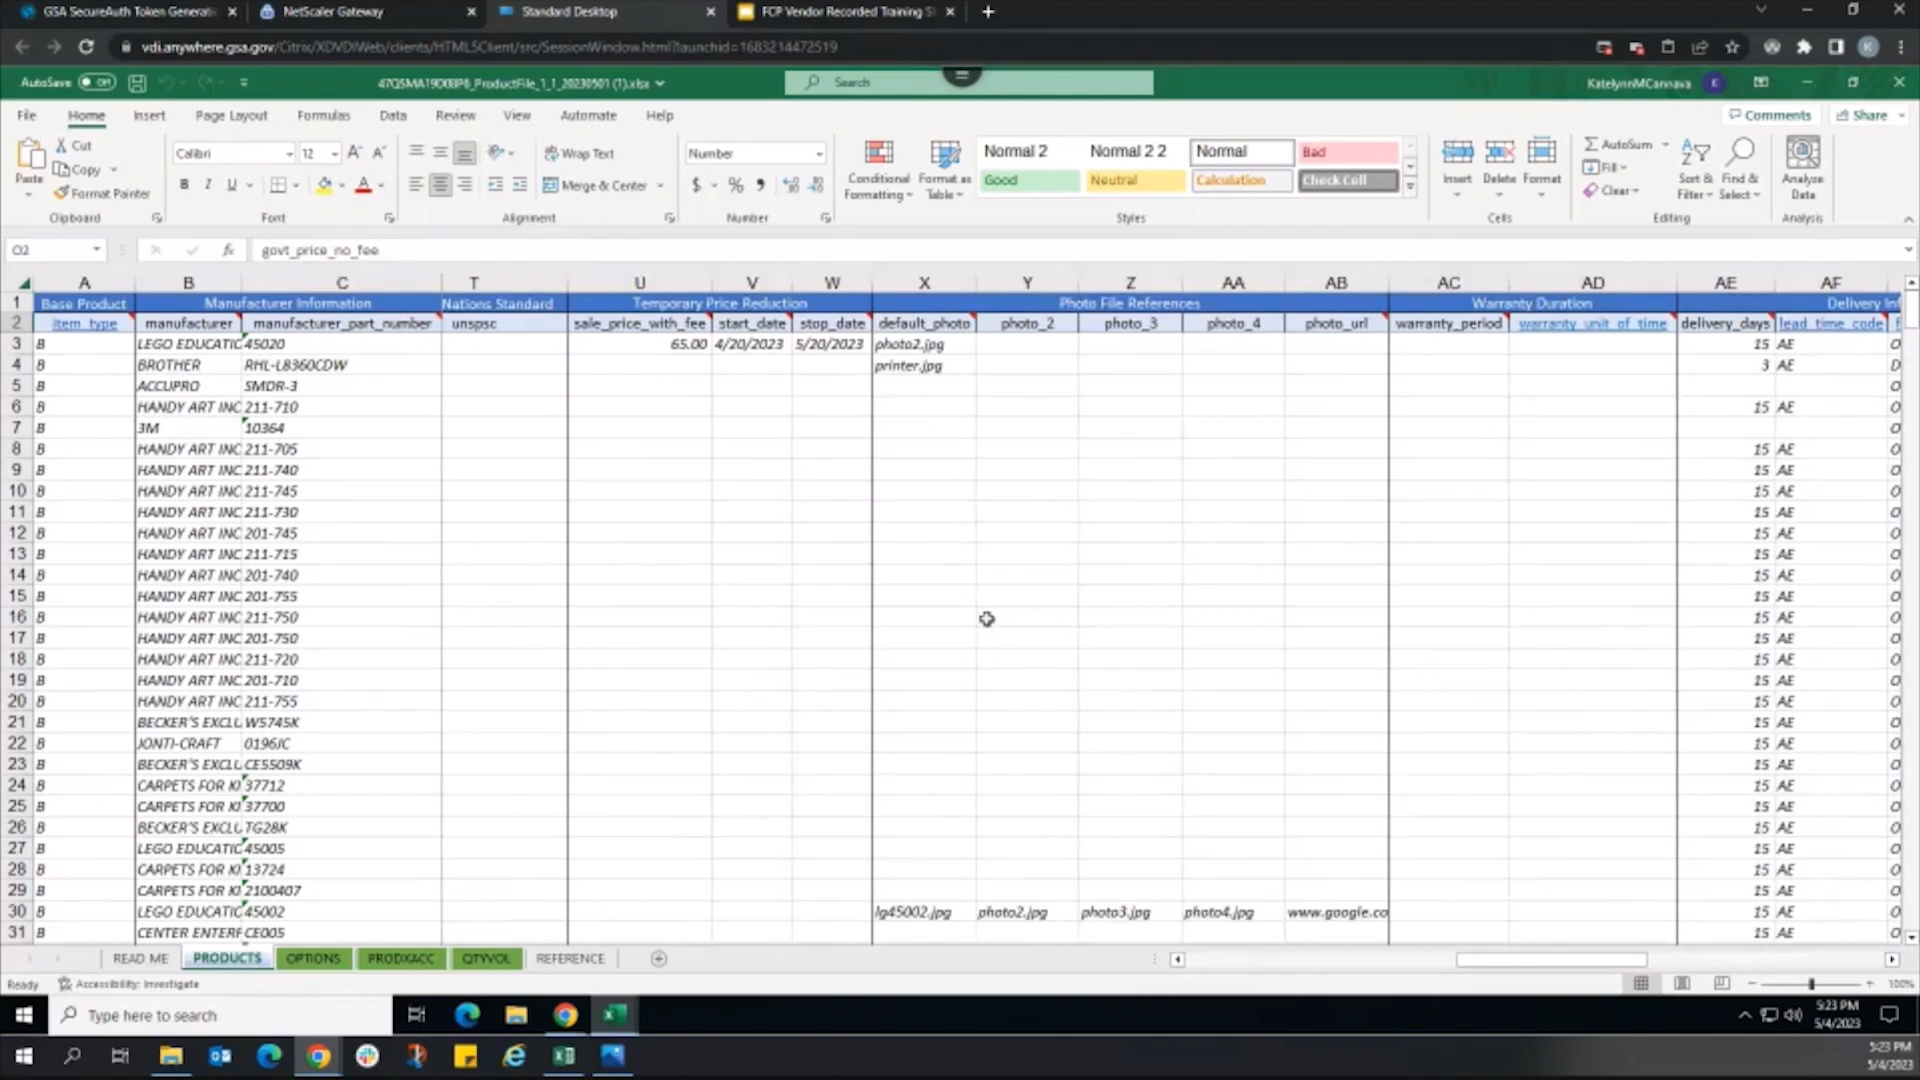 GSA SecureAuth Token Generati
NetScaler Gateway
Standard Desktop
FCP Vendor Recorded Training S
vdi.anywhere.gsa.gov/Citrix/XDVDIWeb/clients/HTML5Client/src/SessionWindow.html?launchid=1683214472519
AutoSave Off
47QSMA19D08P6_ProductFile_1_1_20230501 (1).xlsx
Search
KatelynnMCannava
File Home Insert Page Layout Formulas Data Review View Automate Help
Comments Share
Paste Cut Copy Format Painter
Clipboard
Calibri 12
Font
Wrap Text
Merge & Center
Alignment
Number
Number
Conditional Formatting
Format as Table
Normal 2 Normal 2 2 Normal Bad
Good Neutral Calculation Check Cell
Styles
Insert Delete Format
Cells
AutoSum Fill Clear
Sort & Filter Find & Select
Editing
Analyze Data
Analysis
O2 fx govt_price_no_fee
A B C T U V W X Y Z AA AB AC AD AE AF
1 Base Product Manufacturer Information Nations Standard Temporary Price Reduction Photo File References Warranty Duration Delivery Inf
2 item_type manufacturer manufacturer_part_number unspsc sale_price_with_fee start_date stop_date default_photo photo_2 photo_3 photo_4 photo_url warranty_period warranty_unit_of_time delivery_days lead_time_code
3 B LEGO EDUCATIC 45020 65.00 4/20/2023 5/20/2023 photo2.jpg 15 AE O
4 B BROTHER RHL-L8360CDW printer.jpg 3 AE D
5 B ACCUPRO SMDR-3 O
6 B HANDY ART INC 211-710 15 AE O
7 B 3M 10364 O
8 B HANDY ART INC 211-705 15 AE O
9 B HANDY ART INC 211-740 15 AE O
10 B HANDY ART INC 211-745 15 AE O
11 B HANDY ART INC 211-730 15 AE O
12 B HANDY ART INC 201-745 15 AE O
13 B HANDY ART INC 211-715 15 AE O
14 B HANDY ART INC 201-740 15 AE O
15 B HANDY ART INC 201-755 15 AE O
16 B HANDY ART INC 211-750 15 AE O
17 B HANDY ART INC 201-750 15 AE O
18 B HANDY ART INC 211-720 15 AE O
19 B HANDY ART INC 201-710 15 AE O
20 B HANDY ART INC 211-755 15 AE O
21 B BECKER'S EXCLU W5745K 15 AE O
22 B JONTI-CRAFT 0196JC 15 AE O
23 B BECKER'S EXCLU CE5509K 15 AE O
24 B CARPETS FOR KI 37712 15 AE O
25 B CARPETS FOR KI 37700 15 AE O
26 B BECKER'S EXCLU TG28K 15 AE O
27 B LEGO EDUCATIC 45005 15 AE O
28 B CARPETS FOR KI 13724 15 AE O
29 B CARPETS FOR KI 2100407 15 AE O
30 B LEGO EDUCATIC 45002 lg45002.jpg photo2.jpg photo3.jpg photo4.jpg www.google.co 15 AE O
31 B CENTER ENTERF CE005 15 AE O
READ ME PRODUCTS OPTIONS PRODXACC QTYVOL REFERENCE
Ready Accessibility: Investigate 100%
Type here to search
5:23 PM
5/4/2023
5:23 PM
5/4/2023